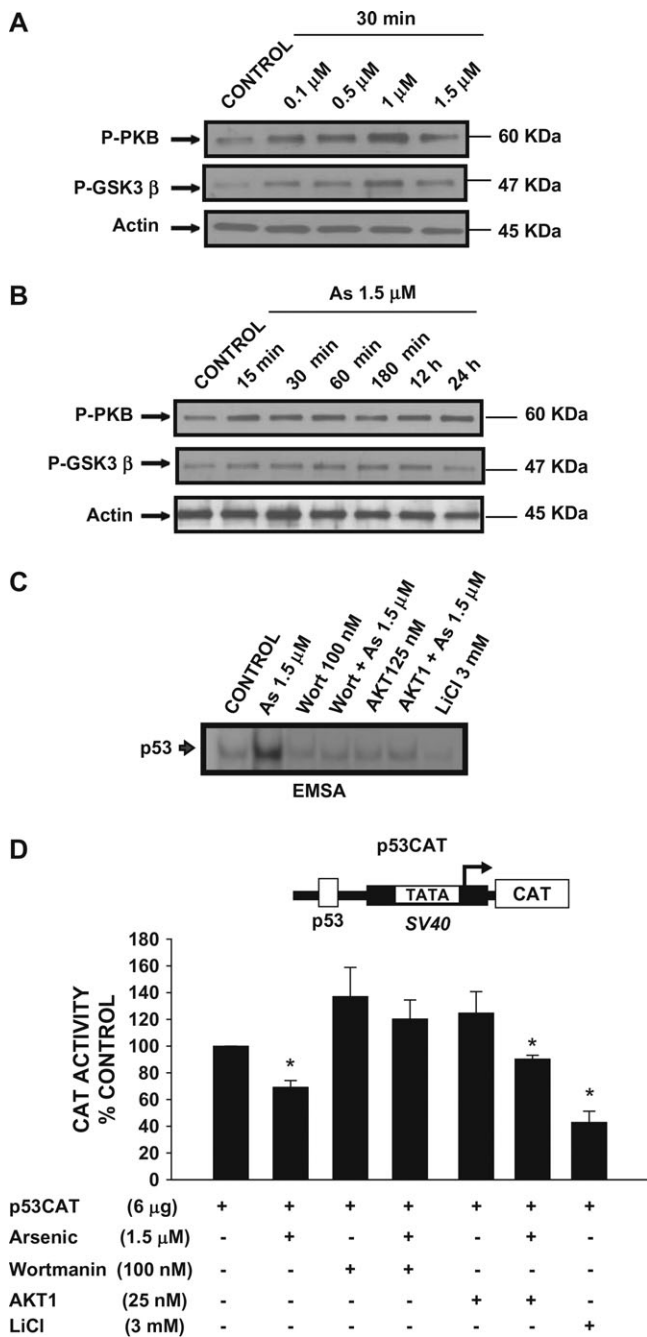 A
30 min
CONTROL
0.1 µM
0.5 µM
1 µM
1.5 µM
P-PKB
60 KDa
P-GSK3 β
47 KDa
Actin
45 KDa
B
As 1.5 µM
CONTROL
15 min
30 min
60 min
180 min
12 h
24 h
P-PKB
60 KDa
P-GSK3 β
47 KDa
Actin
45 KDa
C
CONTROL
As 1.5 µM
Wort 100 nM
Wort + As 1.5 µM
AKT125 nM
AKT1 + As 1.5 µM
LiCl 3 mM
p53
EMSA
D
p53CAT
TATA
CAT
p53
SV40
CAT ACTIVITY
% CONTROL
180
160
140
120
100
80
60
40
20
0
*
*
*
p53CAT (6 µg) + + + + + + +
Arsenic (1.5 µM) - + - + - + -
Wortmanin (100 nM) - - + + - - -
AKT1 (25 nM) - - - - + + -
LiCl (3 mM) - - - - - - +